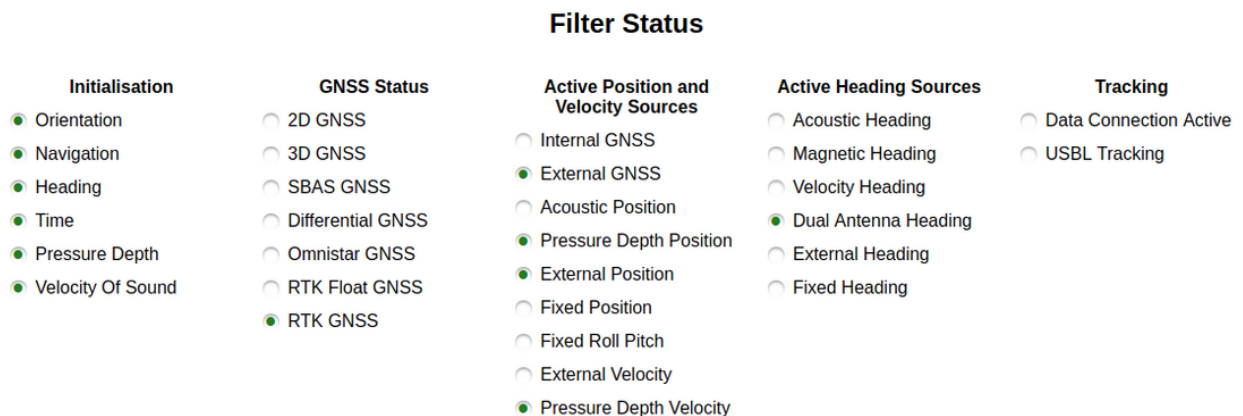 Filter Status
Initialisation
Orientation
Navigation
Heading
Time
Pressure Depth
Velocity Of Sound
GNSS Status
2D GNSS
3D GNSS
SBAS GNSS
Differential GNSS
Omnistar GNSS
RTK Float GNSS
RTK GNSS
Active Position and
Velocity Sources
Internal GNSS
External GNSS
Acoustic Position
Pressure Depth Position
External Position
Fixed Position
Fixed Roll Pitch
External Velocity
Pressure Depth Velocity
Active Heading Sources
Acoustic Heading
Magnetic Heading
Velocity Heading
Dual Antenna Heading
External Heading
Fixed Heading
Tracking
Data Connection Active
USBL Tracking